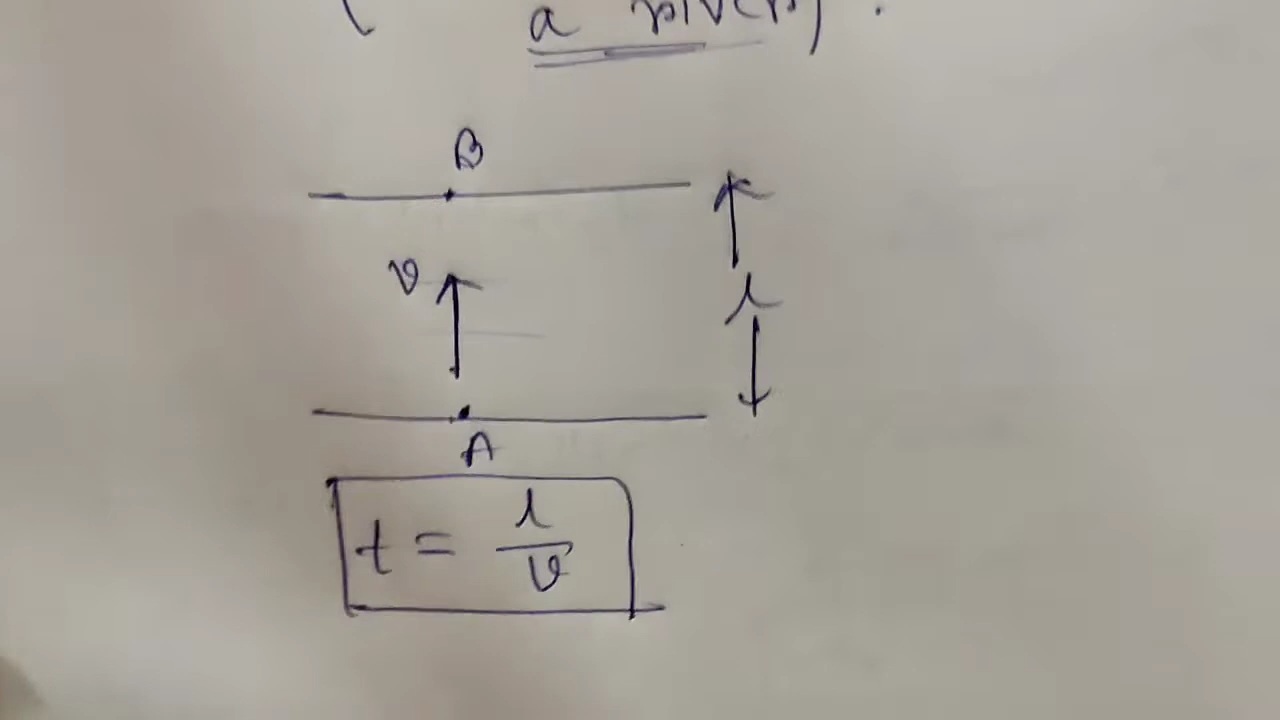 a river)
B
v
l
A
t = l/v